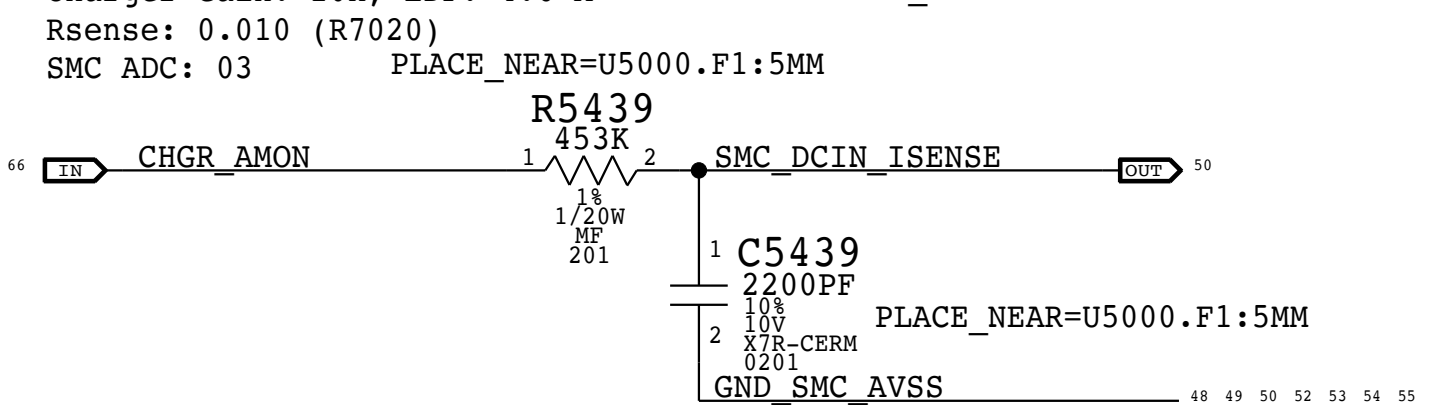 Rsense: 0.010 (R7020)
SMC ADC: 03
PLACE_NEAR=U5000.F1:5MM
R5439
453K
66
IN
CHGR_AMON
1
2
SMC_DCIN_ISENSE
OUT
50
1%
1/20W
MF
201
1
C5439
2200PF
10%
10V
X7R-CERM
0201
2
PLACE_NEAR=U5000.F1:5MM
GND_SMC_AVSS
48 49 50 52 53 54 55